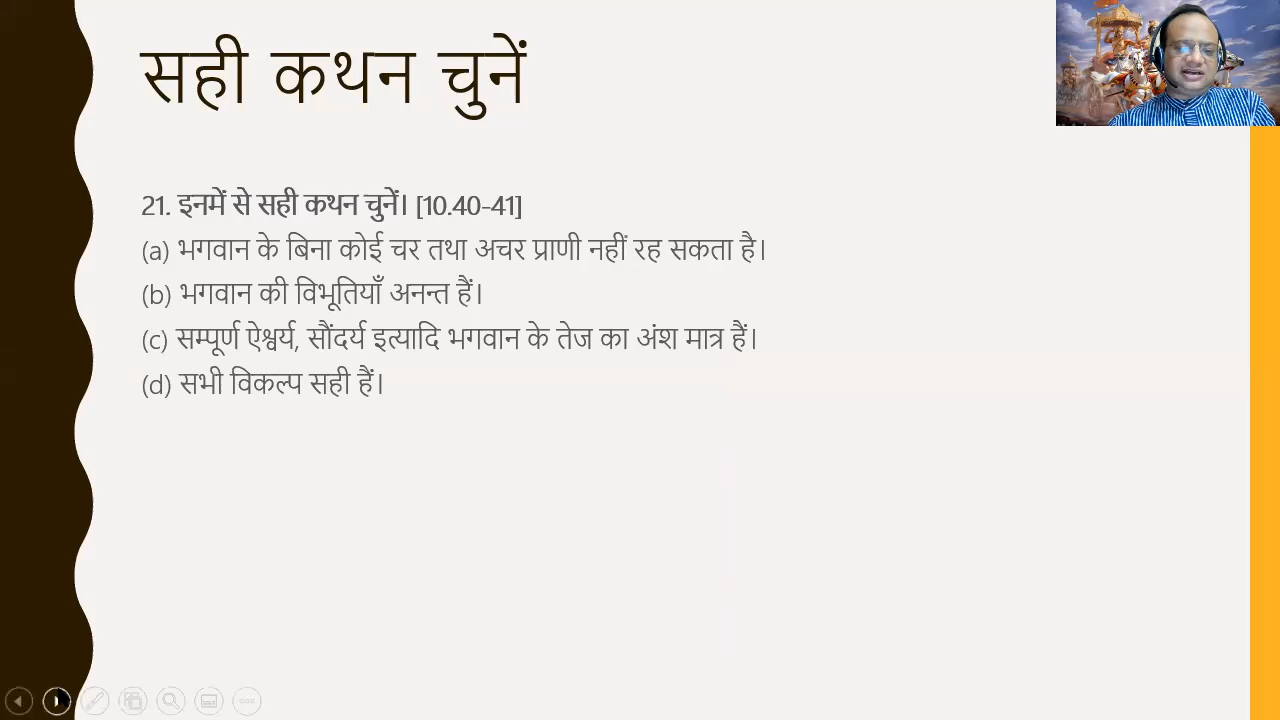 सही कथन चुनें
21. इनमें से सही कथन चुनें। [10.40-41]
(a) भगवान के बिना कोई चर तथा अचर प्राणी नहीं रह सकता है।
(b) भगवान की विभूतियाँ अनन्त हैं।
(c) सम्पूर्ण ऐश्वर्य, सौंदर्य इत्यादि भगवान के तेज का अंश मात्र हैं।
(d) सभी विकल्प सही हैं।